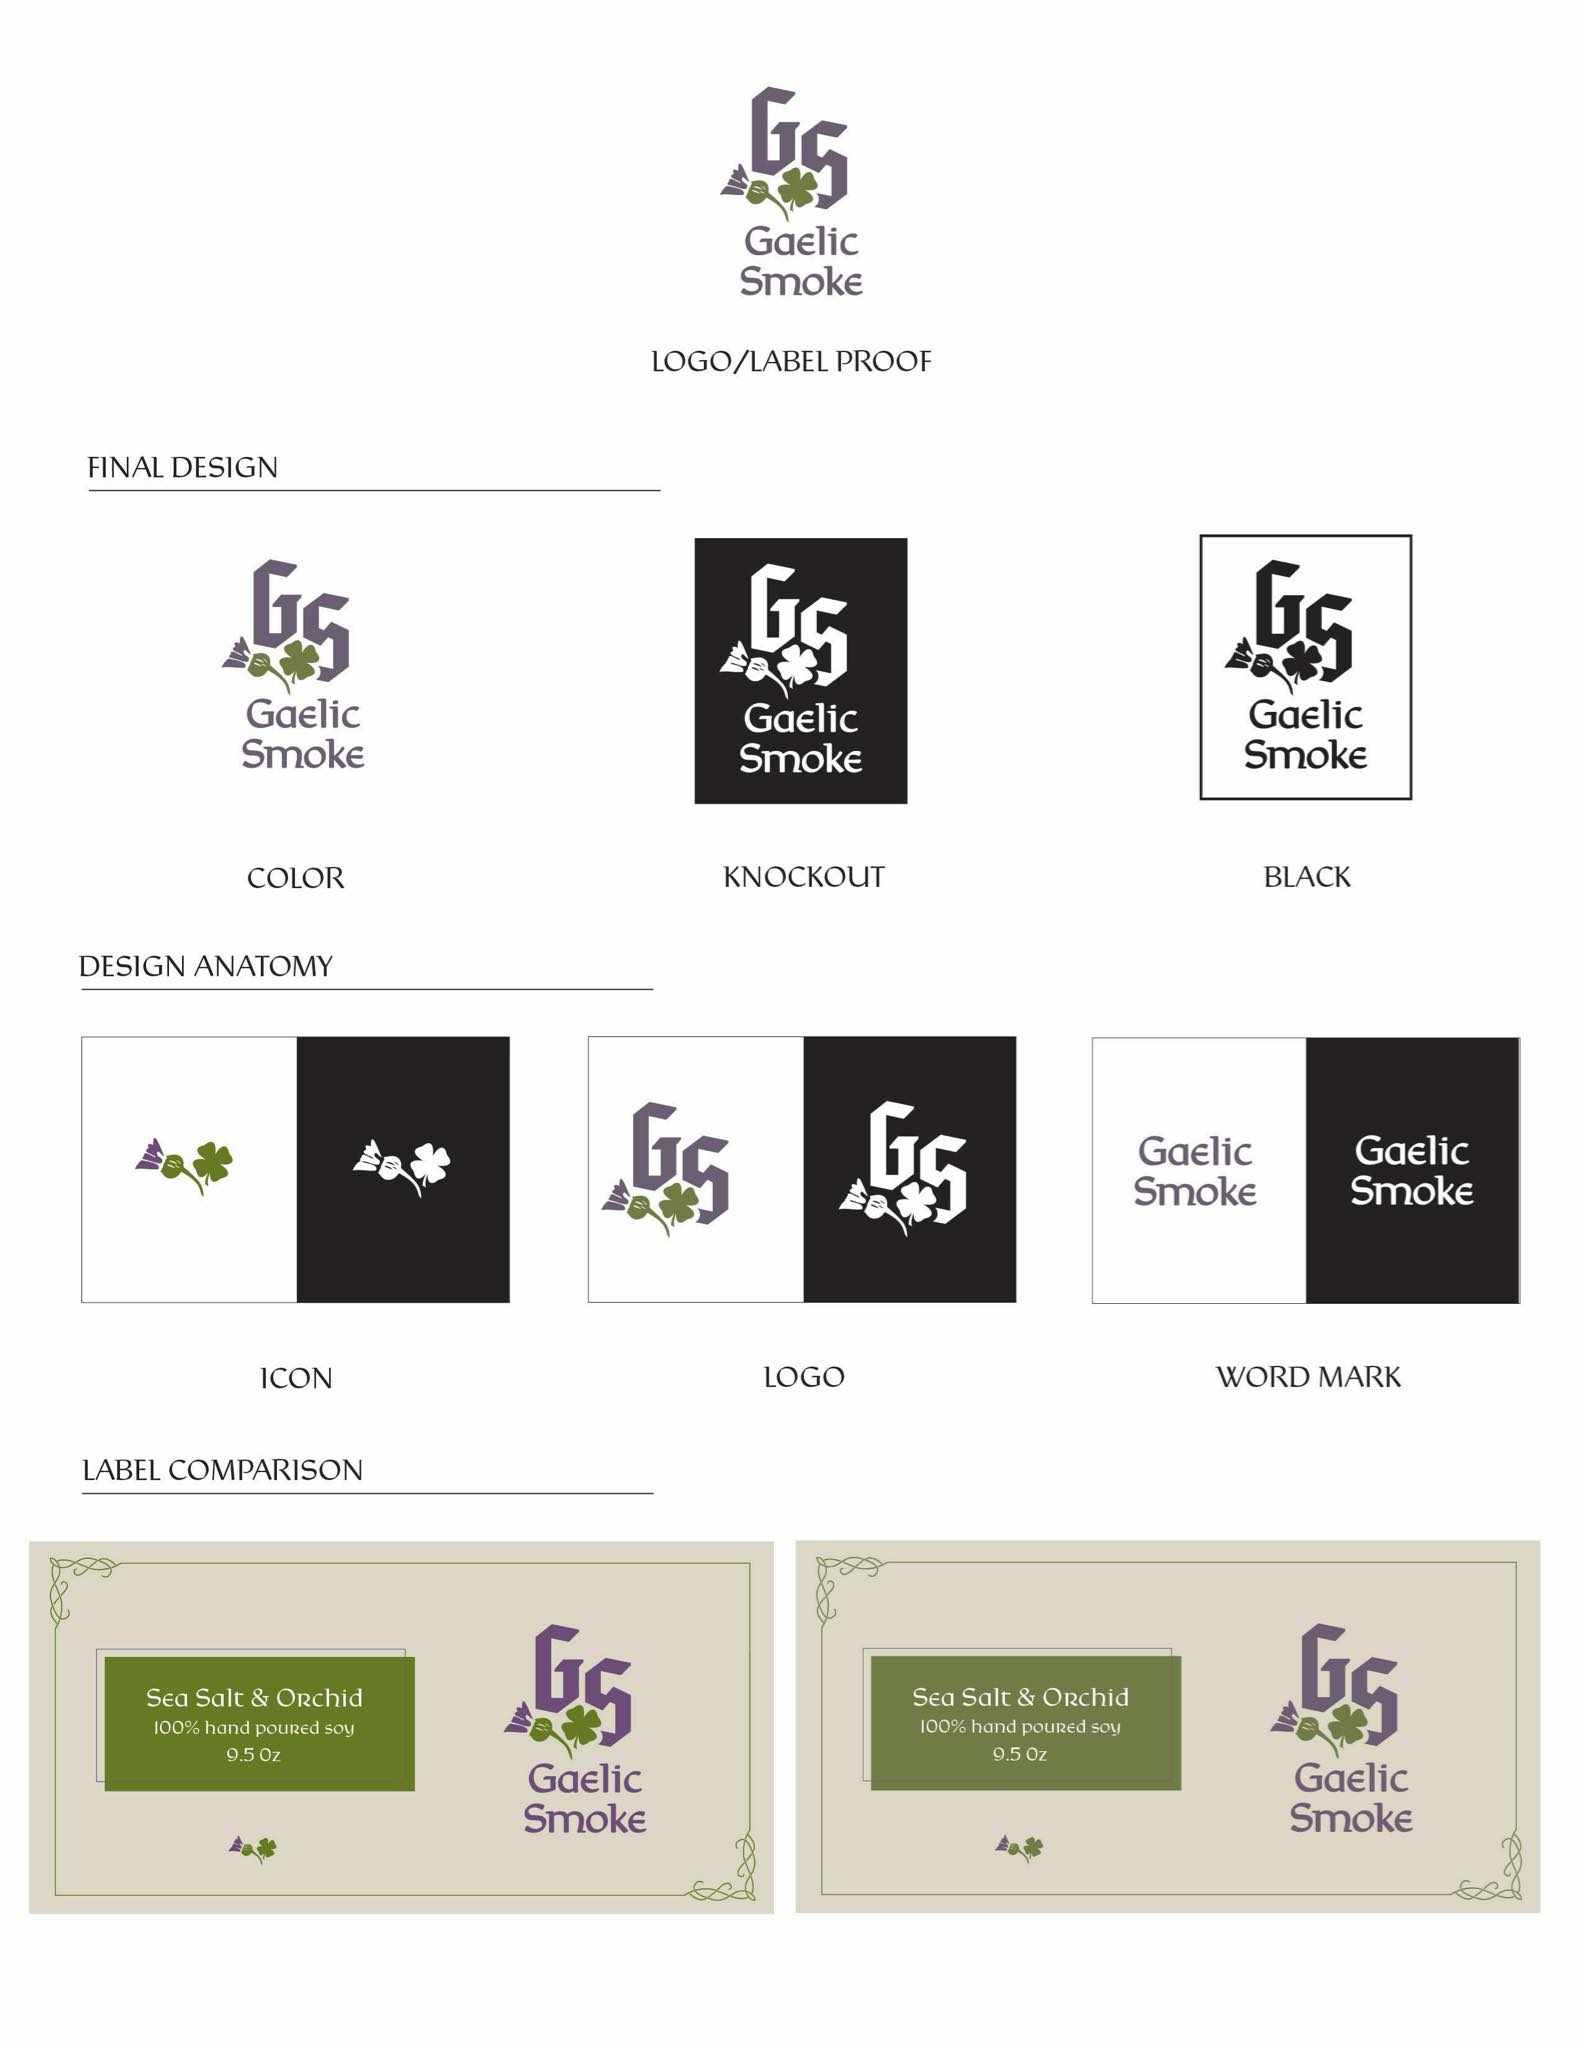 GS
Gaelic
Smoke
LOGO/LABEL PROOF
FINAL DESIGN
GS
Gaelic
Smoke
GS
Gaelic
Smoke
GS
Gaelic
Smoke
COLOR
KNOCKOUT
BLACK
DESIGN ANATOMY
GS
GS
Gaelic
Smoke
Gaelic
Smoke
ICON
LOGO
WORD MARK
LABEL COMPARISON
Sea Salt & Orchid
100% hand poured soy
9.5 Oz
GS
Gaelic
Smoke
Sea Salt & Orchid
100% hand poured soy
9.5 Oz
GS
Gaelic
Smoke